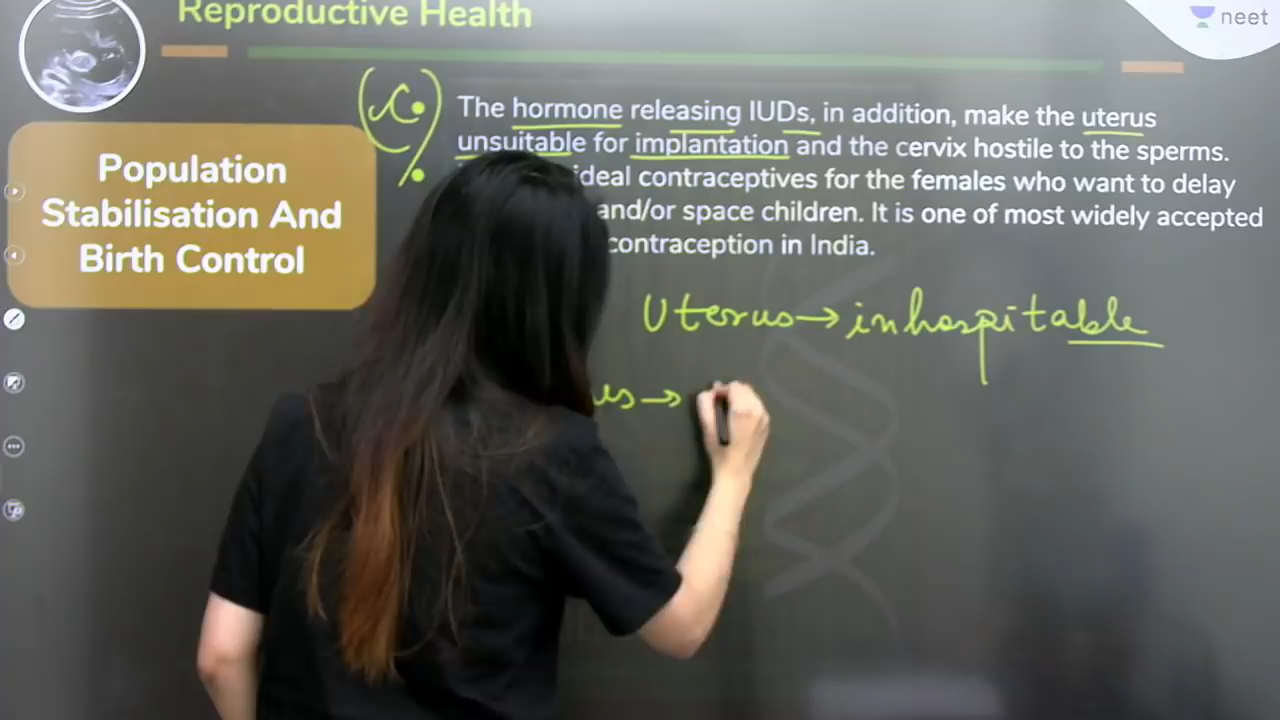 Reproductive Health
neet
Population
Stabilisation And
Birth Control
The hormone releasing IUDs, in addition, make the uterus
unsuitable for implantation and the cervix hostile to the sperms.
ideal contraceptives for the females who want to delay
and/or space children. It is one of most widely accepted
contraception in India.
Uterus → inhospitable
→